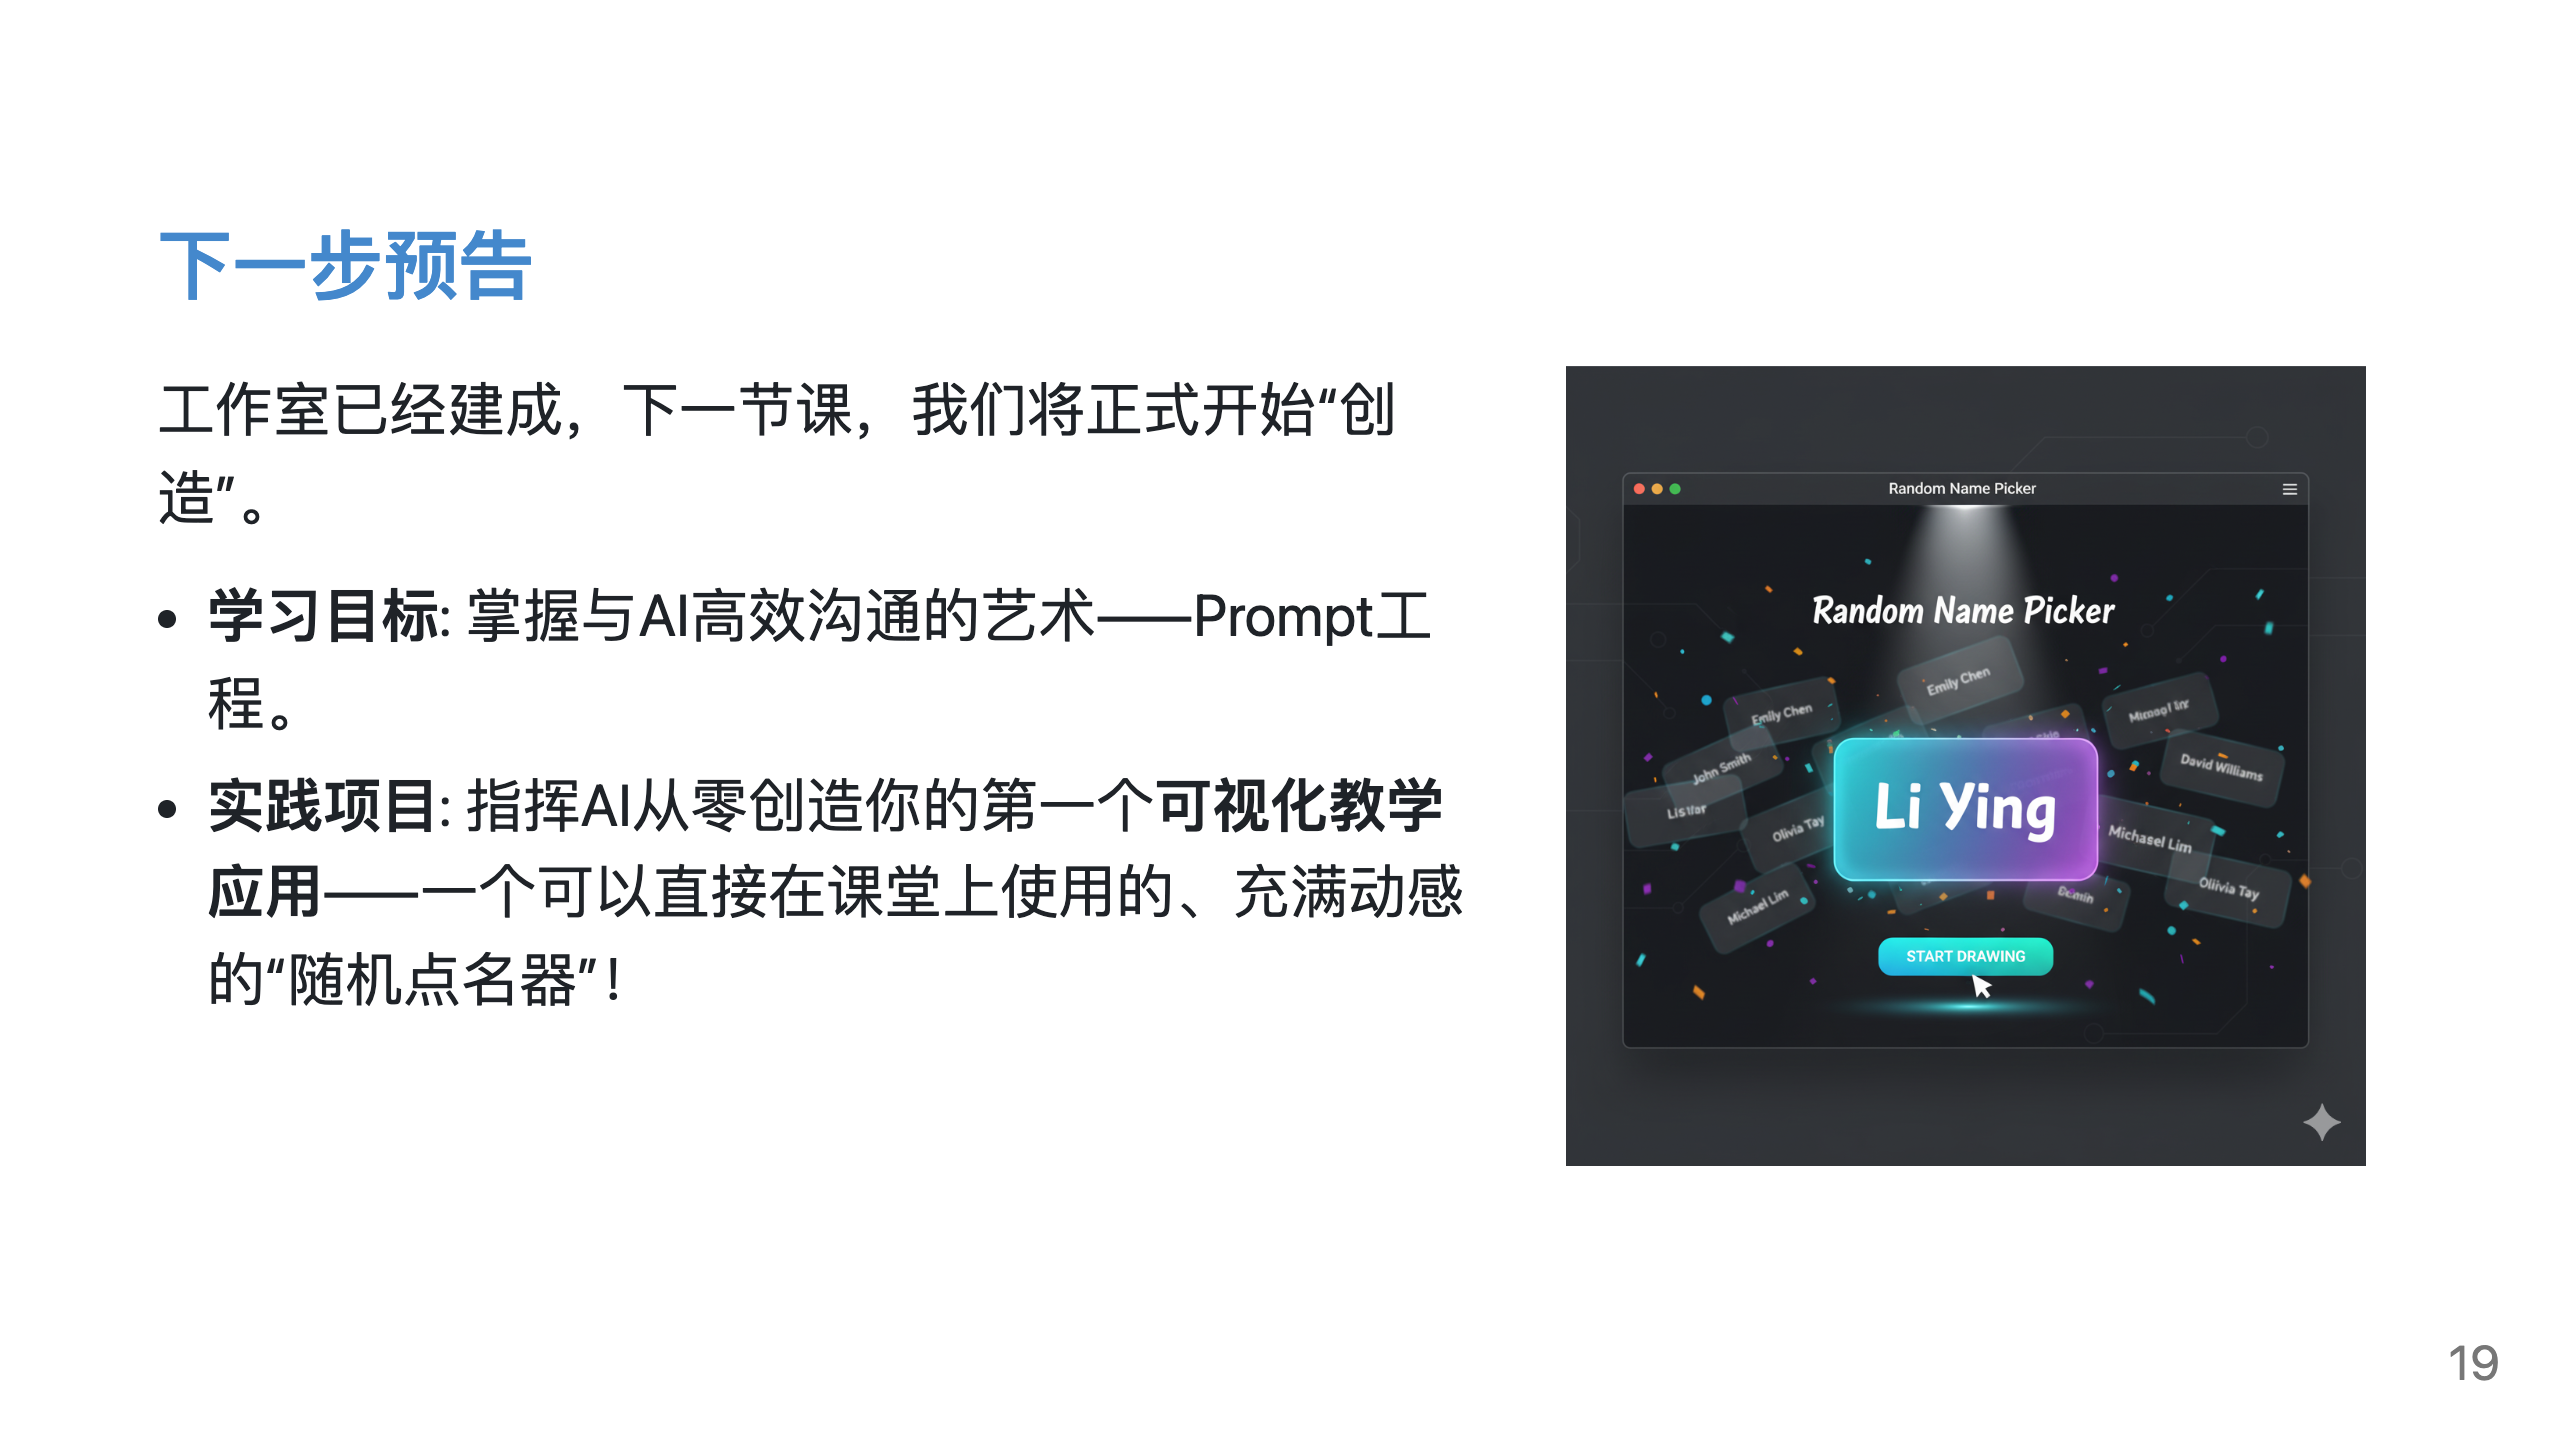 下一步预告
工作室已经建成，下一节课，我们将正式开始“创
造”。
• 学习目标: 掌握与AI高效沟通的艺术——Prompt工
程。
• 实践项目: 指挥AI从零创造你的第一个可视化教学
应用——一个可以直接在课堂上使用的、充满动感
的“随机点名器”！
Random Name Picker
Random Name Picker
Emily Chen
Emily Chen
John Smith
David Williams
Olivia Tay
Li Ying
Michasel Lim
Michael Lim
Ollivia Tay
START DRAWING
19